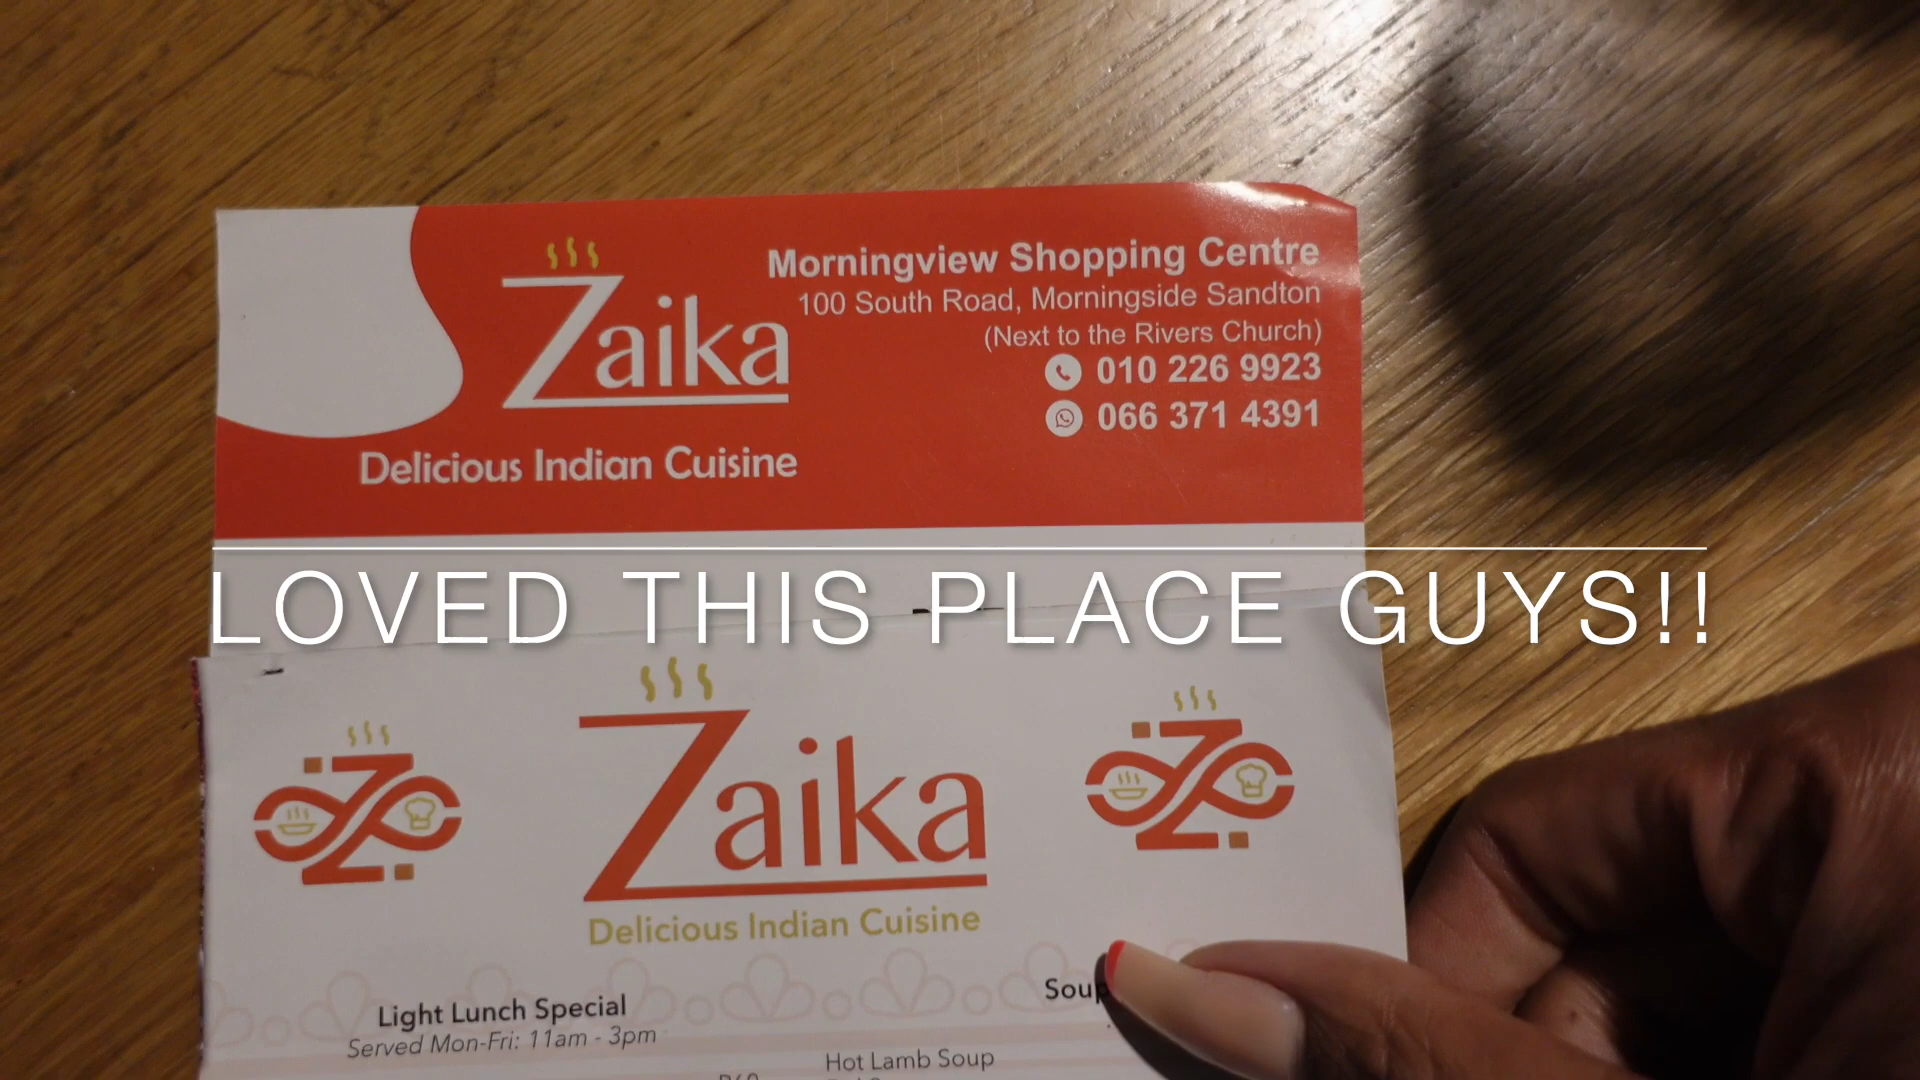 Zaika
Delicious Indian Cuisine
Morningview Shopping Centre
100 South Road, Morningside Sandton
(Next to the Rivers Church)
010 226 9923
066 371 4391
LOVED THIS PLACE GUYS!!
Zaika
Delicious Indian Cuisine
Light Lunch Special
Served Mon-Fri: 11am - 3pm
Soup
Hot Lamb Soup